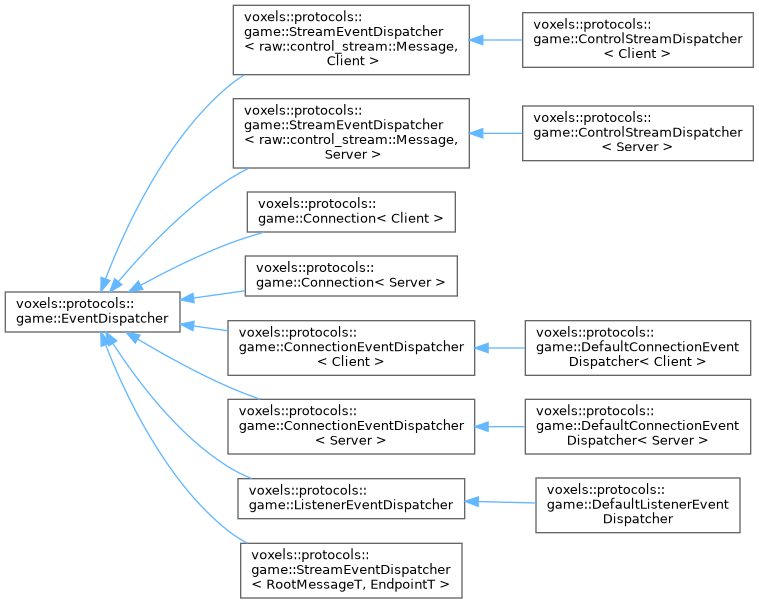 voxels::protocols::
game::StreamEventDispatcher
< raw::control_stream::Message,
Client >
voxels::protocols::
game::ControlStreamDispatcher
< Client >
voxels::protocols::
game::StreamEventDispatcher
< raw::control_stream::Message,
Server >
voxels::protocols::
game::ControlStreamDispatcher
< Server >
voxels::protocols::
game::Connection< Client >
voxels::protocols::
game::Connection< Server >
voxels::protocols::
game::EventDispatcher
voxels::protocols::
game::ConnectionEventDispatcher
< Client >
voxels::protocols::
game::DefaultConnectionEvent
Dispatcher< Client >
voxels::protocols::
game::ConnectionEventDispatcher
< Server >
voxels::protocols::
game::DefaultConnectionEvent
Dispatcher< Server >
voxels::protocols::
game::ListenerEventDispatcher
voxels::protocols::
game::DefaultListenerEvent
Dispatcher
voxels::protocols::
game::StreamEventDispatcher
< RootMessageT, EndpointT >